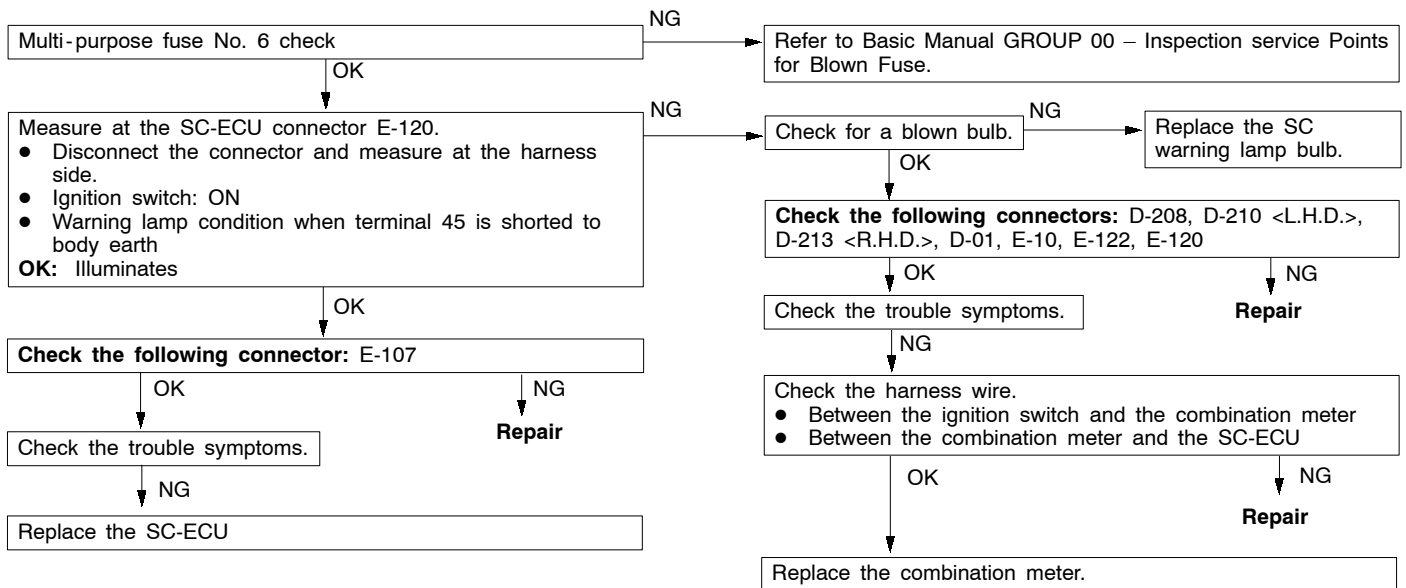 Multi-purpose fuse No. 6 check
NG
Refer to Basic Manual GROUP 00 – Inspection service Points
for Blown Fuse.
OK
Measure at the SC-ECU connector E-120.
● Disconnect the connector and measure at the harness
side.
● Ignition switch: ON
● Warning lamp condition when terminal 45 is shorted to
body earth
OK: Illuminates
NG
Check for a blown bulb.
NG
Replace the SC
warning lamp bulb.
OK
Check the following connectors: D-208, D-210 <L.H.D.>,
D-213 <R.H.D.>, D-01, E-10, E-122, E-120
OK
NG
Check the trouble symptoms.
Repair
NG
Check the harness wire.
● Between the ignition switch and the combination meter
● Between the combination meter and the SC-ECU
OK
NG
Repair
Replace the combination meter.
OK
Check the following connector: E-107
OK
NG
Check the trouble symptoms.
Repair
NG
Replace the SC-ECU